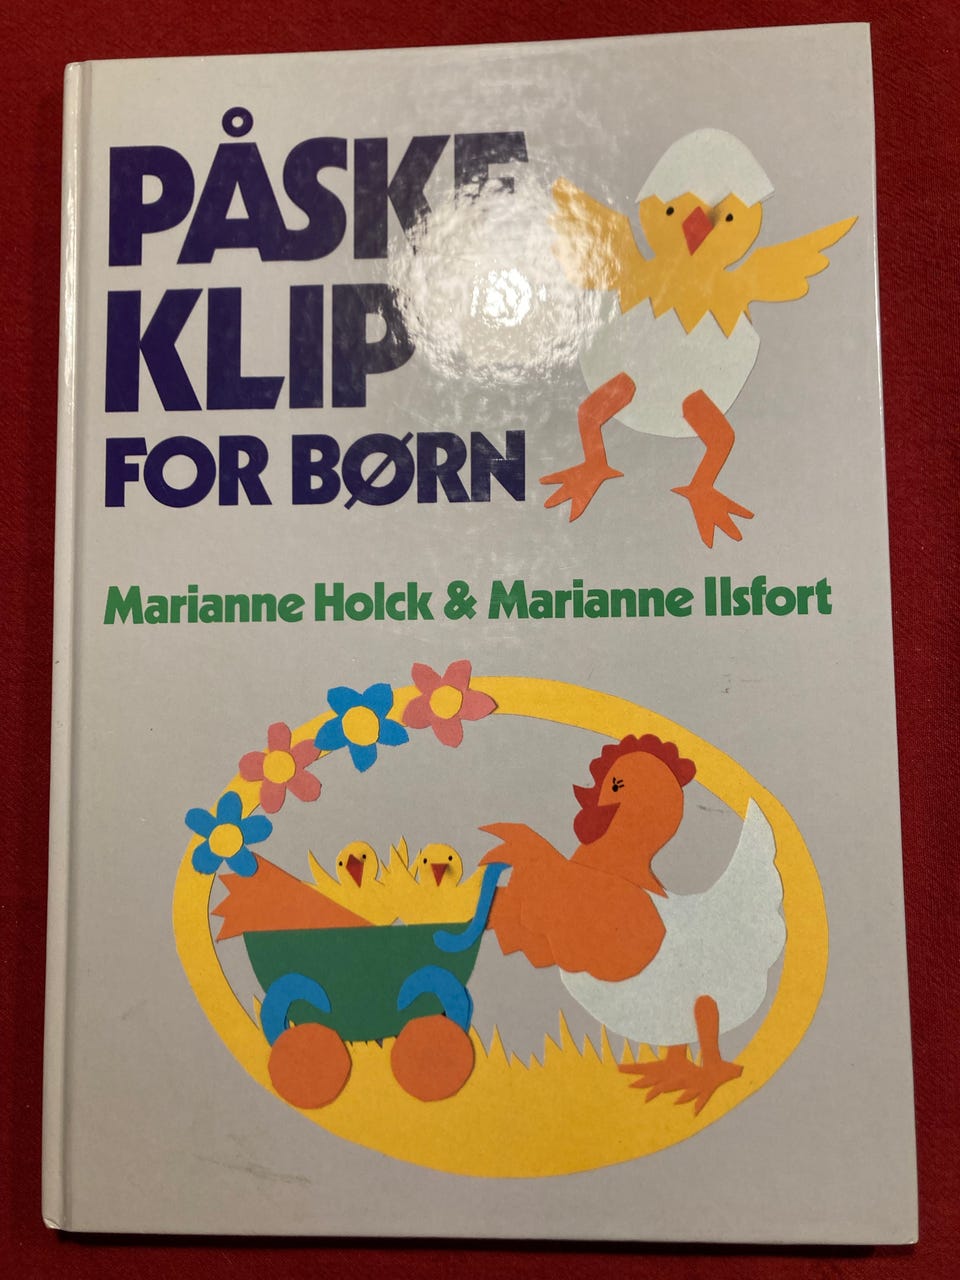 PÅSKE
KLIP
FOR BØRN
Marianne Holck & Marianne Ilsfort